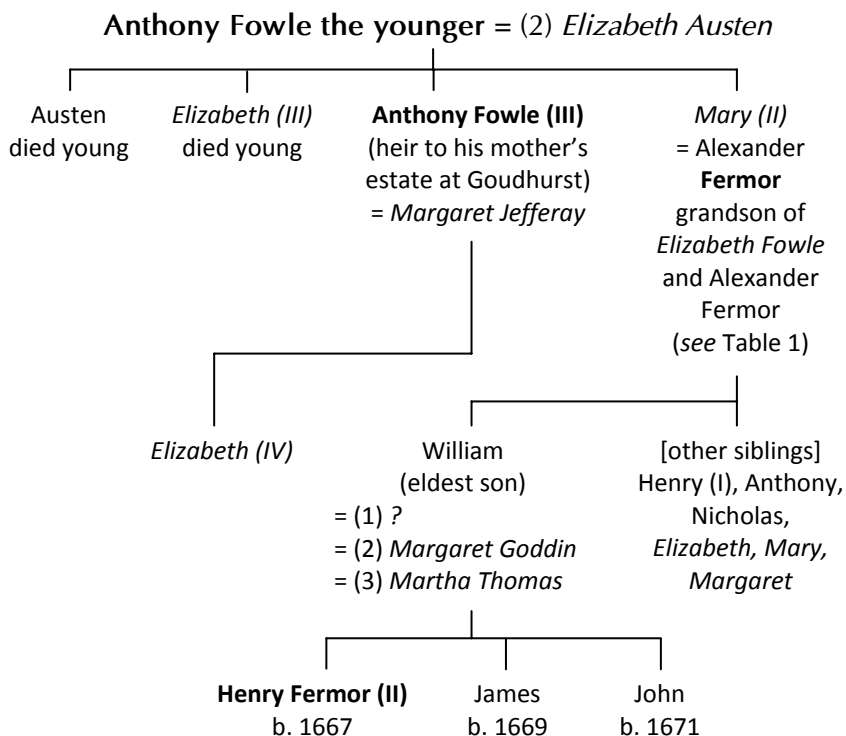 Anthony Fowle the younger = (2) Elizabeth Austen
Austen
died young
Elizabeth (III)
died young
Anthony Fowle (III)
(heir to his mother's
estate at Goudhurst)
= Margaret Jefferay
Mary (II)
= Alexander
Fermor
grandson of
Elizabeth Fowle
and Alexander
Fermor
(see Table 1)
Elizabeth (IV)
William
(eldest son)
= (1) ?
= (2) Margaret Goddin
= (3) Martha Thomas
[other siblings]
Henry (I), Anthony,
Nicholas,
Elizabeth, Mary,
Margaret
Henry Fermor (II)
b. 1667
James
b. 1669
John
b. 1671